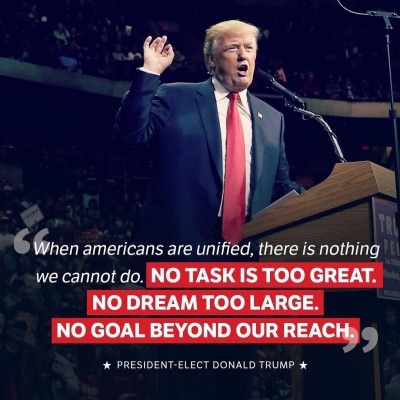 “When americans are unified, there is nothing
we cannot do. NO TASK IS TOO GREAT.
NO DREAM TOO LARGE.
NO GOAL BEYOND OUR REACH.”
★ PRESIDENT-ELECT DONALD TRUMP ★
TRUMP